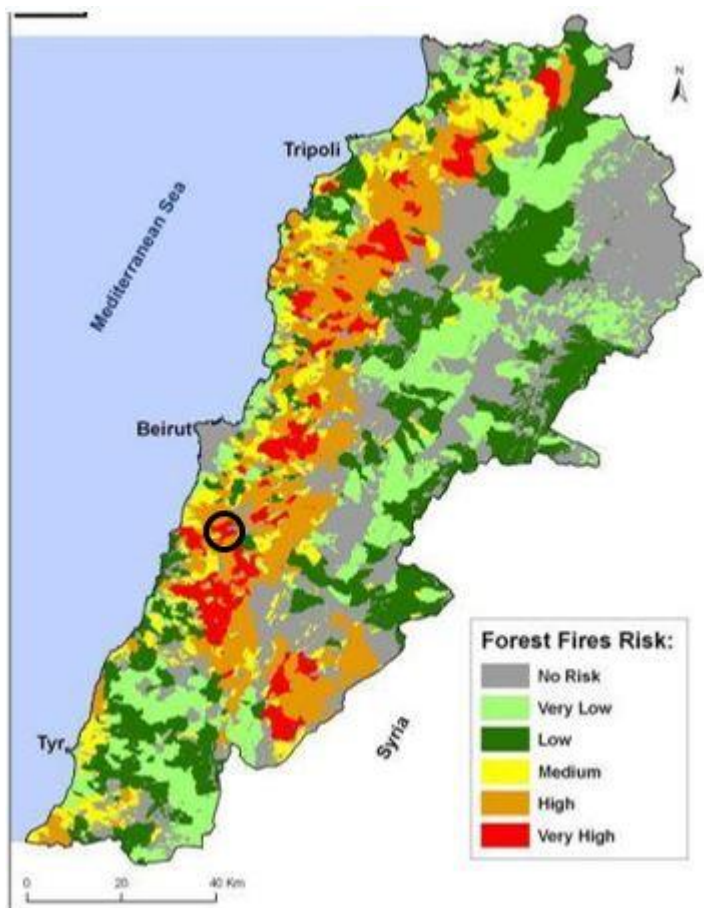 N
Tripoli
Mediterranean Sea
Beirut
Tyr
Syria
Forest Fires Risk:
No Risk
Very Low
Low
Medium
High
Very High
0 20 40 Km